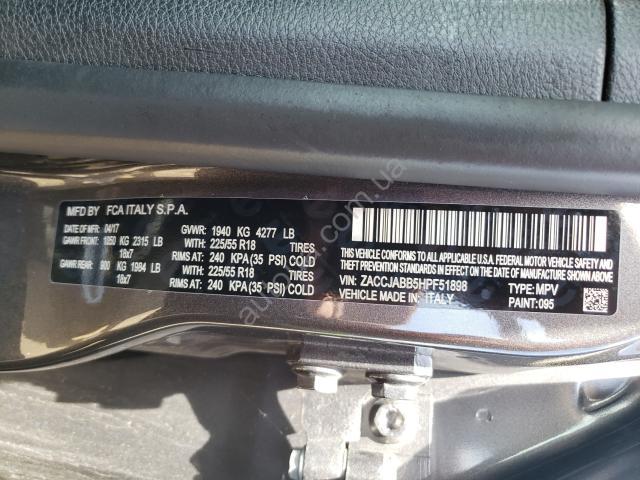 MFD BY FCA ITALY S.P.A.
DATE OF MFR: 04/17 GVWR: 1940 KG 4277 LB
GAWR FRONT: 1050 KG 2315 LB WITH: 225/55 R18 TIRES
18x7 RIMS AT: 240 KPA(35 PSI) COLD
GAWR REAR: 900 KG 1984 LB WITH: 225/55 R18 TIRES
18x7 RIMS AT: 240 KPA(35 PSI) COLD
CONFORMS TO ALL APPLICABLE U.S.A.
FEDERAL MOTOR VEHICLE SAFETY
BUMPER, AND THEFT PREVENTION STANDARDS
IN EFFECT ON THE DATE OF MANUFACTURE
VIN: ZACCJABB5HPF51898 TYPE: MPV
VEHICLE MADE IN: ITALY PAINT: 095